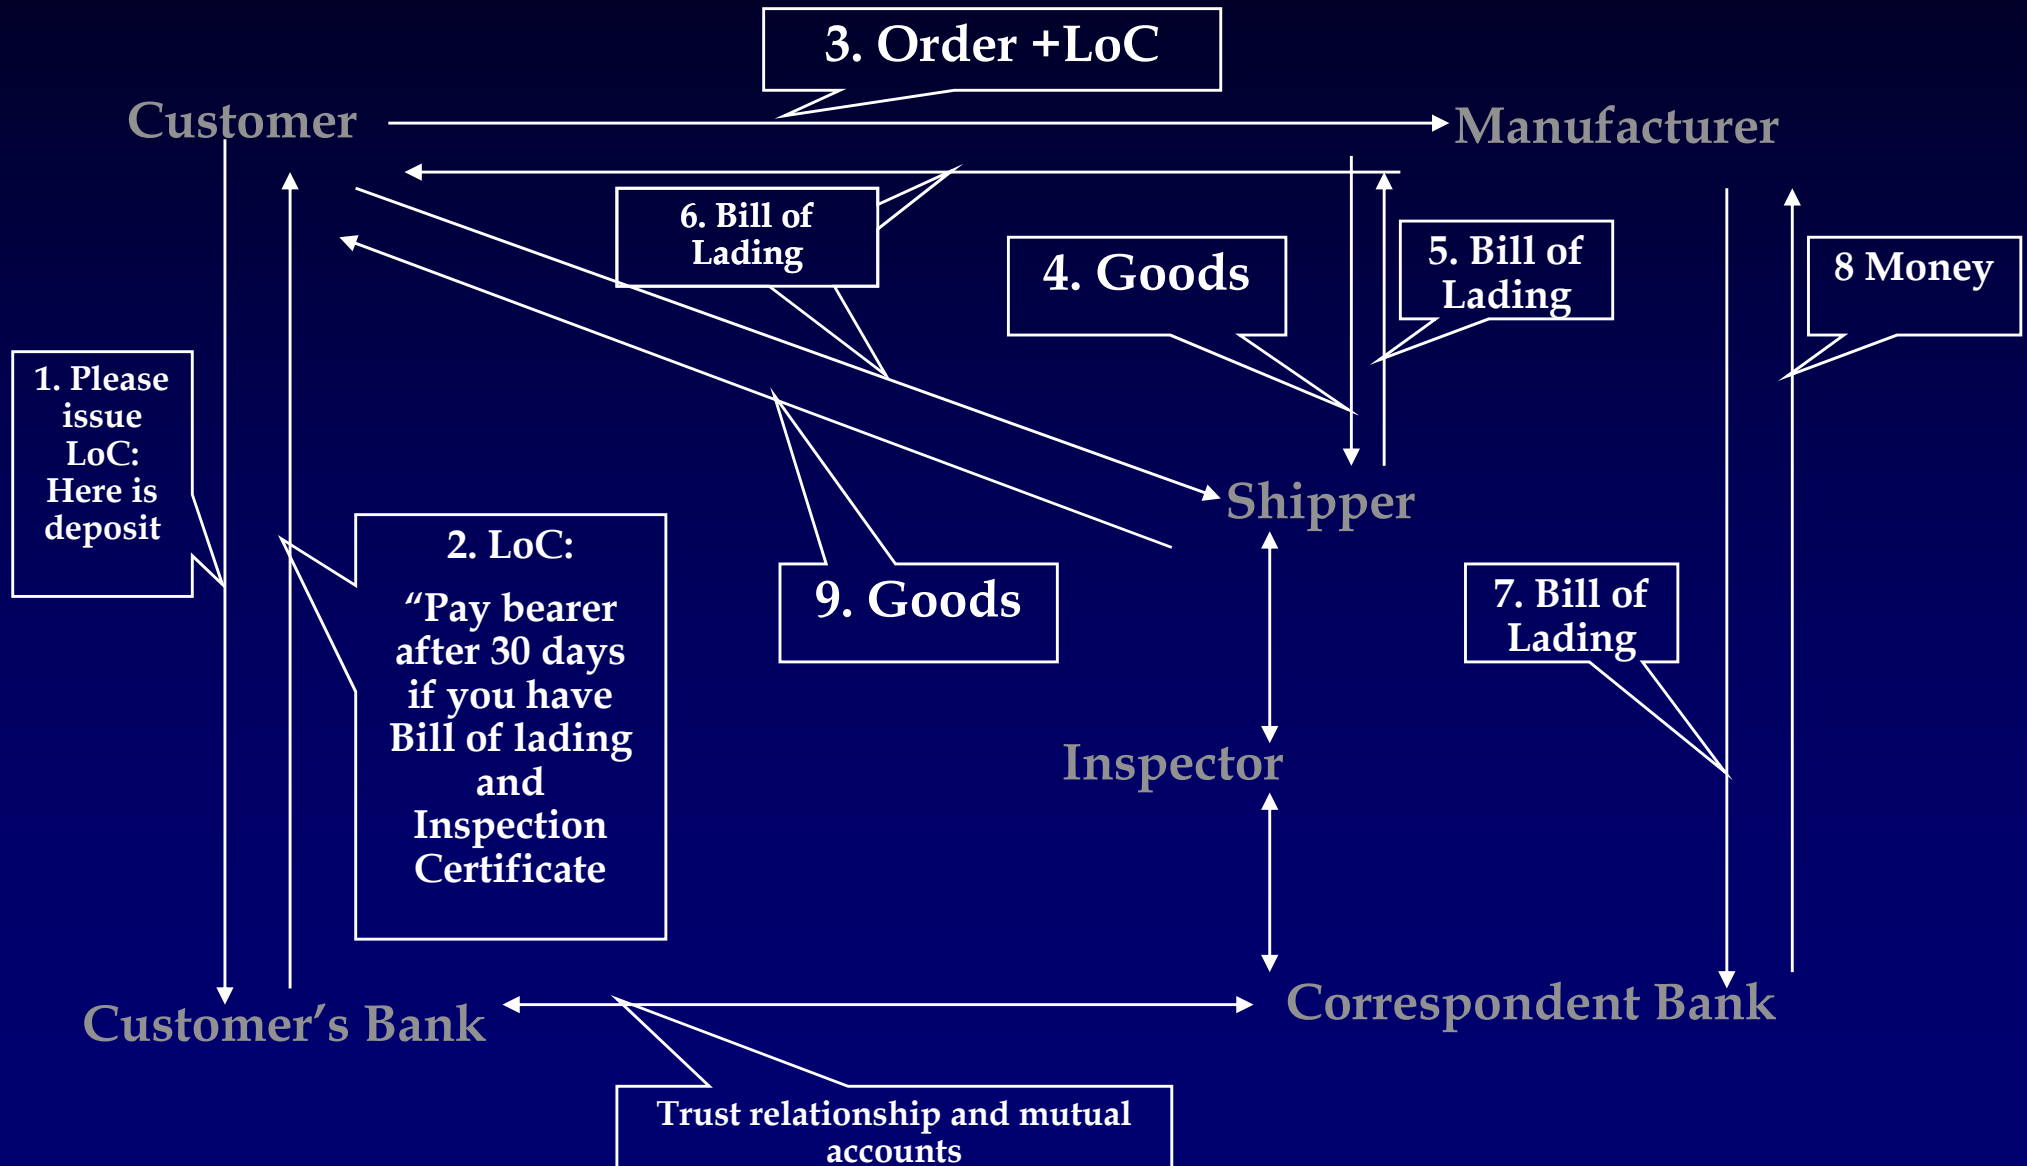 3. Order +LoC
Customer
Manufacturer
6. Bill of
Lading
4. Goods
5. Bill of
Lading
8 Money
1. Please
issue
LoC:
Here is
deposit
Shipper
2. LoC:
“Pay bearer
after 30 days
if you have
Bill of lading
and
Inspection
Certificate
9. Goods
7. Bill of
Lading
Inspector
Customer’s Bank
Correspondent Bank
Trust relationship and mutual
accounts